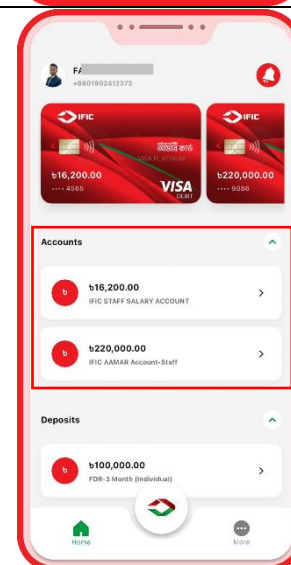 FA
+8801802412373
IFIC
IFIC
আমার কার্ড
VISA PLATINUM
৳16,200.00
৳220,000.00
···· 4565
VISA
···· 9086
DEBIT
Accounts
৳
৳16,200.00
IFIC STAFF SALARY ACCOUNT
৳
৳220,000.00
IFIC AAMAR Account-Staff
Deposits
৳
৳100,000.00
FDR-3 Month (Individual)
Home
More